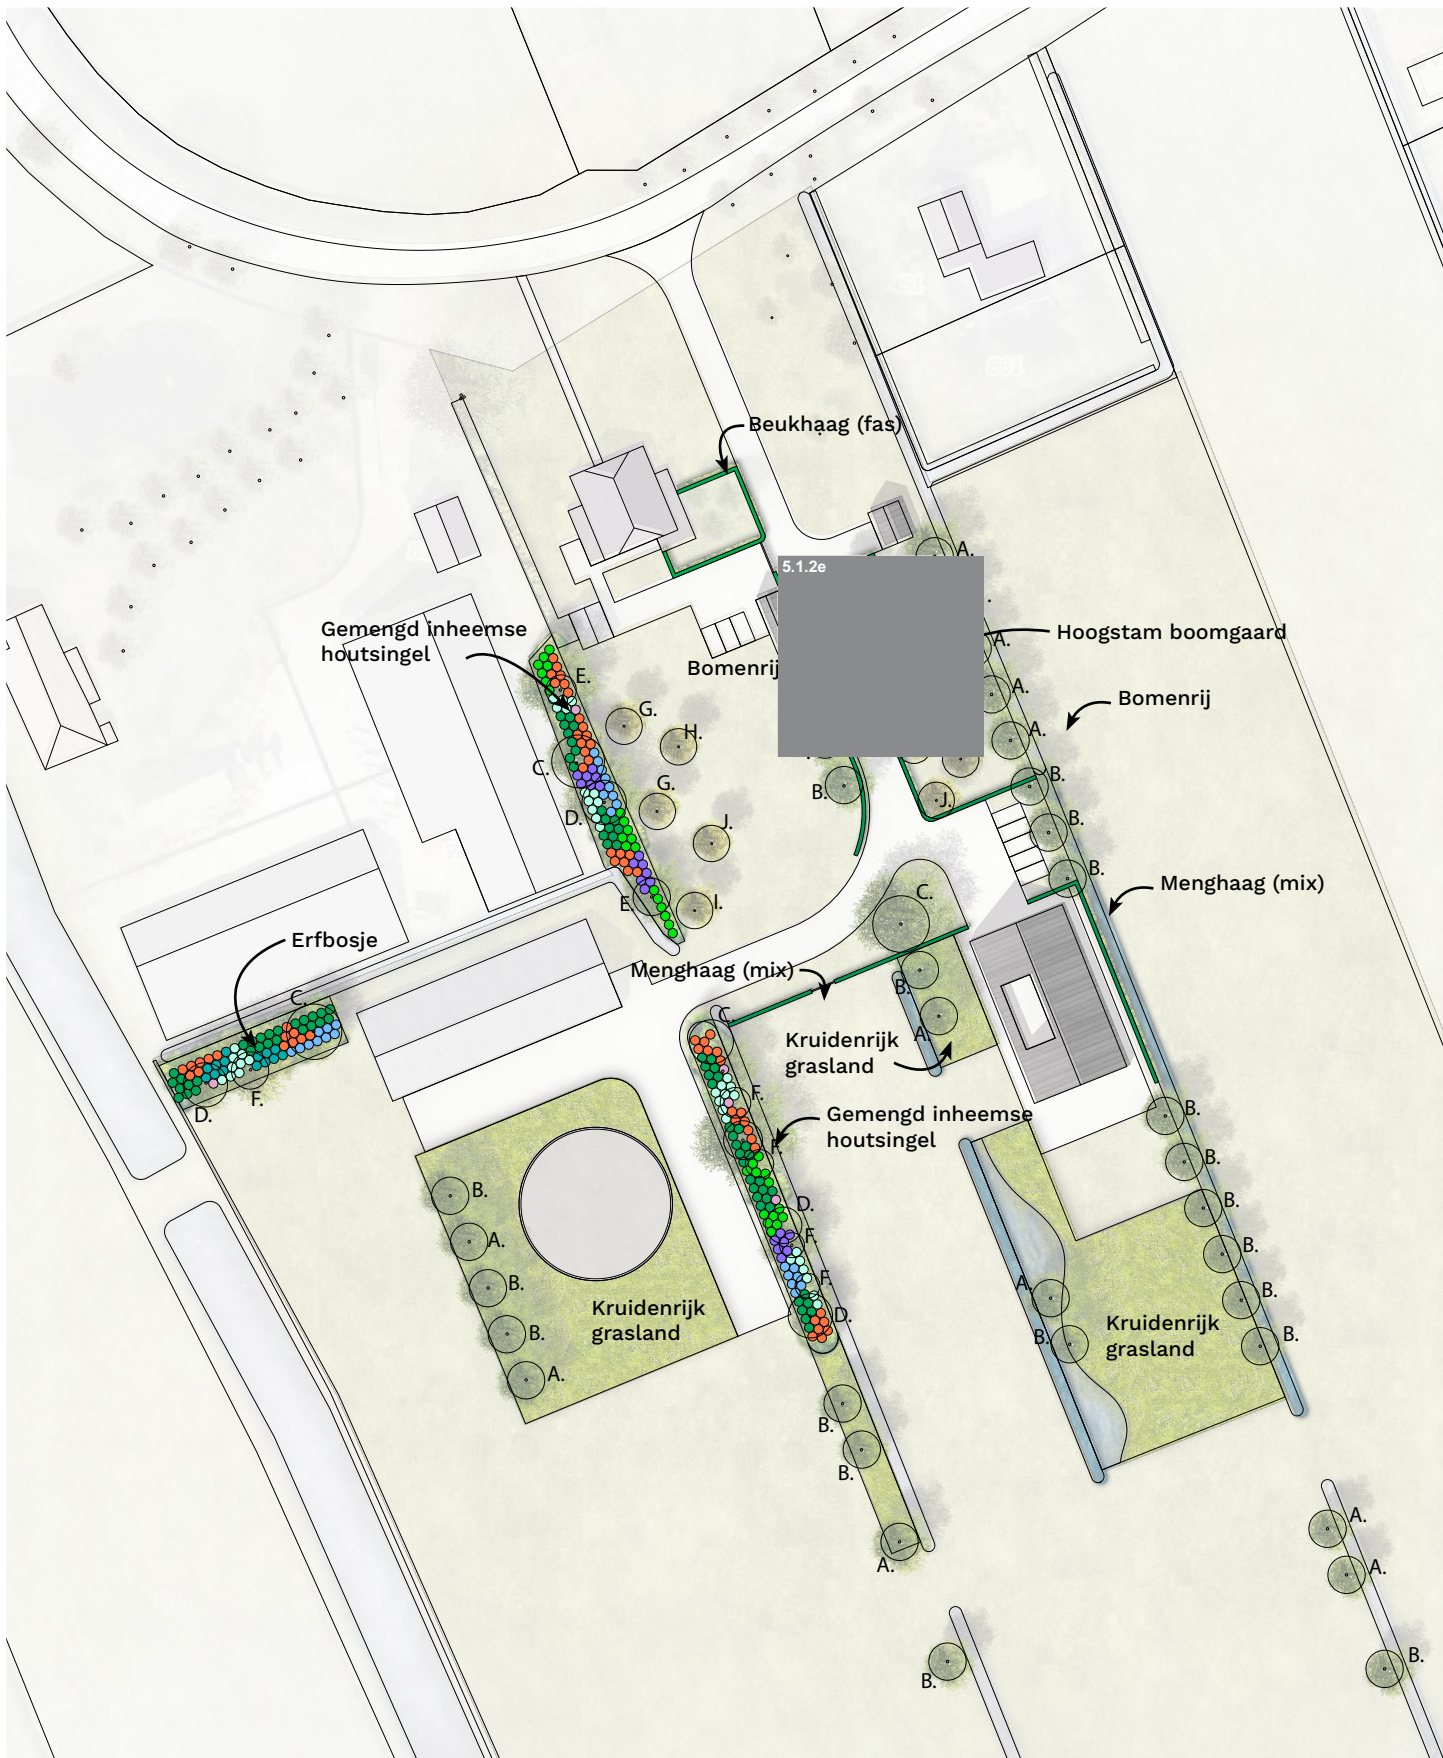 Beukhaag (fas)
A.
5.1.2e
Gemengd inheemse
houtsingel
Hoogstam boomgaard
A.
E.
Bomenrij
A.
Bomenrij
G.
A.
H.
C.
B.
G.
B.
J.
D.
B.
J.
B.
Menghaag (mix)
E.
I.
C.
Erfbosje
Menghaag (mix)
B.
C.
C.
A.
Kruidenrijk
grasland
F.
D.
F.
Gemengd inheemse
houtsingel
B.
F.
B.
B.
D.
B.
A.
F.
B.
B.
F.
A.
B.
Kruidenrijk
grasland
D.
Kruidenrijk
grasland
B.
B.
B.
A.
B.
B.
A.
A.
A.
B.
B.